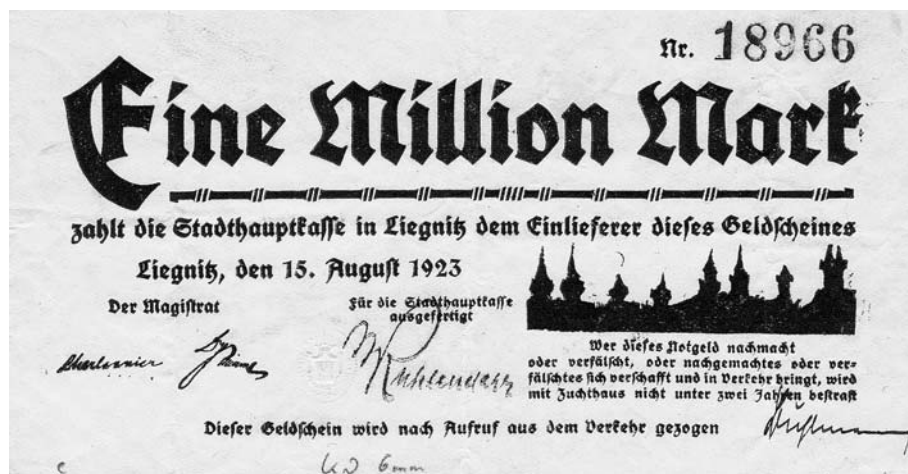 Nr. 18966
Eine Million Mark
zahlt die Stadthauptkasse in Liegnitz dem Einlieferer dieses Geldscheines
Liegnitz, den 15. August 1923
Der Magistrat
Für die Stadthauptkasse
ausgefertigt
Wer dieses Notgeld nachmacht
oder verfälscht, oder nachgemachtes oder ver=
fälschtes sich verschafft und in Verkehr bringt, wird
mit Zuchthaus nicht unter zwei Jahren bestraft
Dieser Geldschein wird nach Aufruf aus dem Verkehr gezogen
6mm